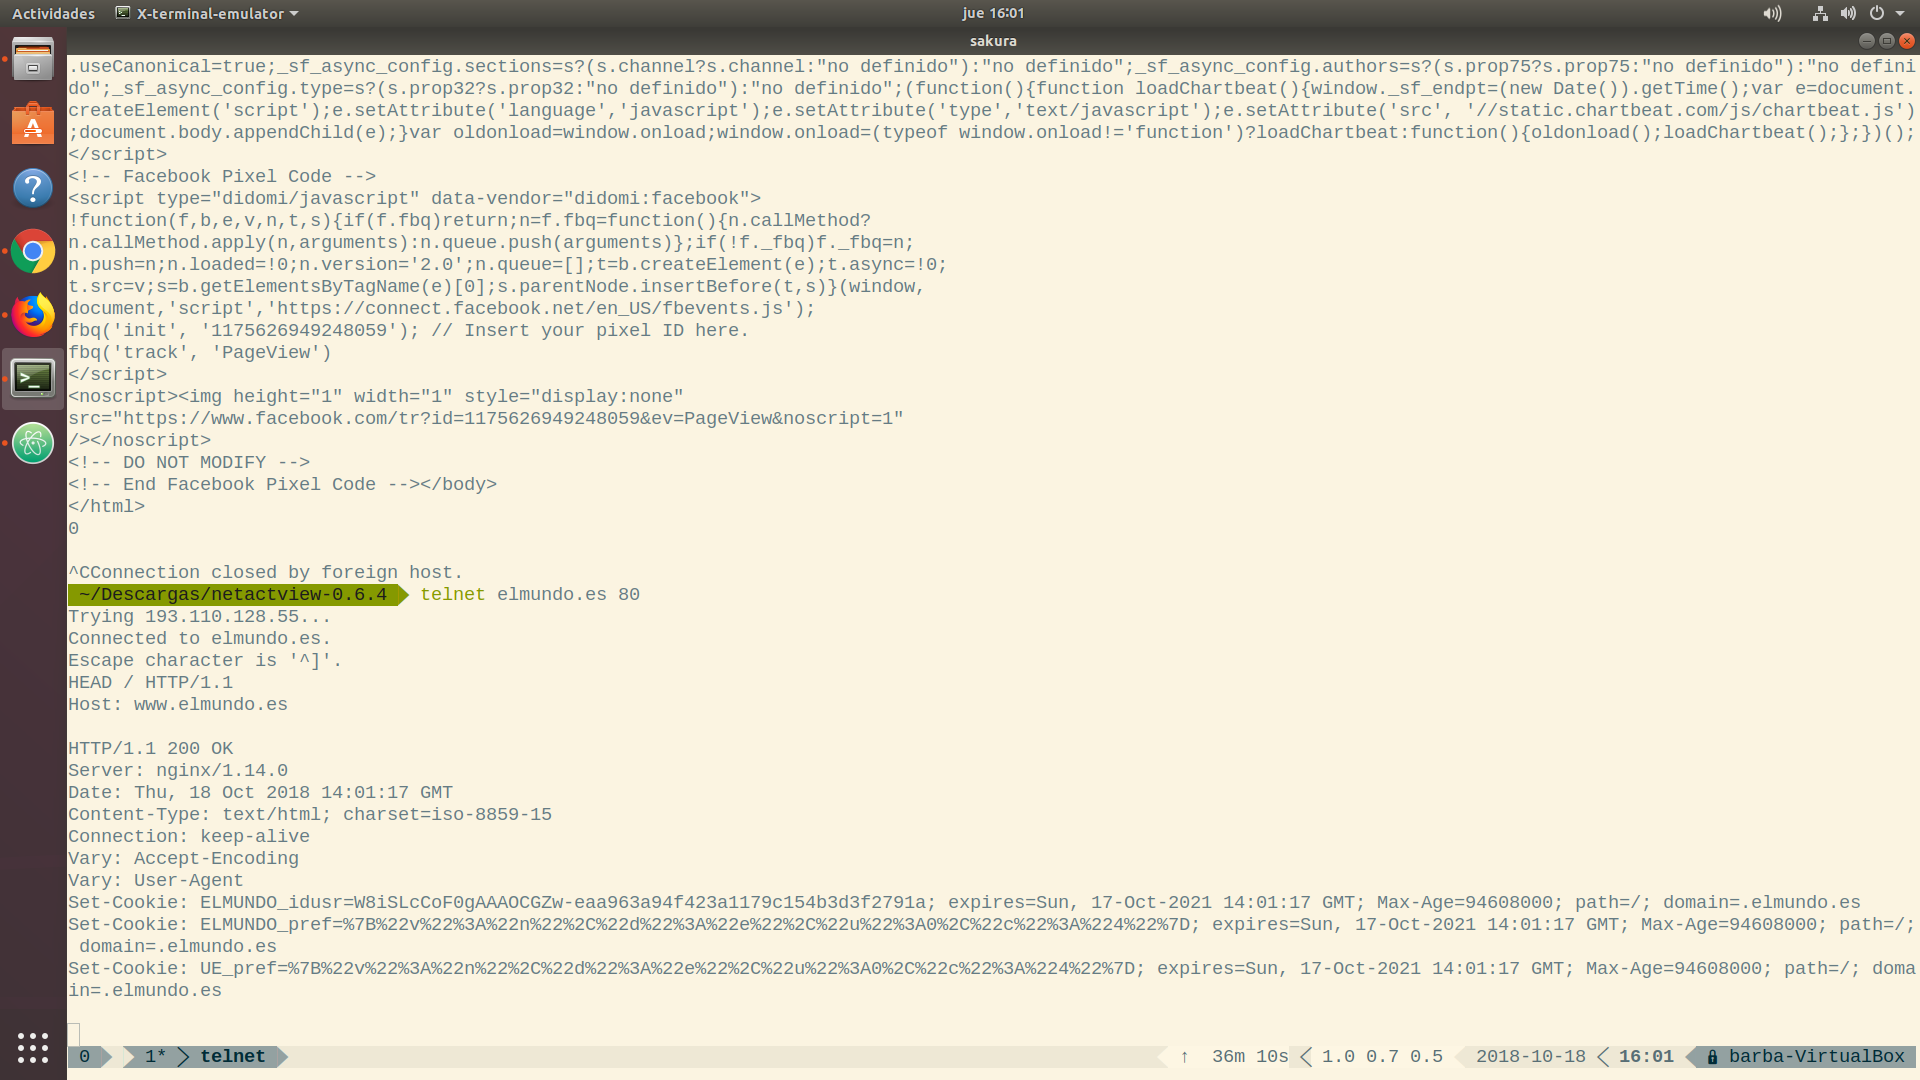 Actividades
X-terminal-emulator
jue 16:01
sakura
.useCanonical=true;_sf_async_config.sections=s?(s.channel?s.channel:"no definido"):"no definido";_sf_async_config.authors=s?(s.prop75?s.prop75:"no definido"):"no defini
do";_sf_async_config.type=s?(s.prop32?s.prop32:"no definido"):"no definido";(function(){function loadChartbeat(){window._sf_endpt=(new Date()).getTime();var e=document.
createElement('script');e.setAttribute('language','javascript');e.setAttribute('type','text/javascript');e.setAttribute('src', '//static.chartbeat.com/js/chartbeat.js')
;document.body.appendChild(e);}var oldonload=window.onload;window.onload=(typeof window.onload!='function')?loadChartbeat:function(){oldonload();loadChartbeat();};})();
</script>
<!-- Facebook Pixel Code -->
<script type="didomi/javascript" data-vendor="didomi:facebook">
!function(f,b,e,v,n,t,s){if(f.fbq)return;n=f.fbq=function(){n.callMethod?
n.callMethod.apply(n,arguments):n.queue.push(arguments)};if(!f._fbq)f._fbq=n;
n.push=n;n.loaded=!0;n.version='2.0';n.queue=[];t=b.createElement(e);t.async=!0;
t.src=v;s=b.getElementsByTagName(e)[0];s.parentNode.insertBefore(t,s)}(window,
document,'script','https://connect.facebook.net/en_US/fbevents.js');
fbq('init', '1175626949248059'); // Insert your pixel ID here.
fbq('track', 'PageView')
</script>
<noscript><img height="1" width="1" style="display:none"
src="https://www.facebook.com/tr?id=1175626949248059&ev=PageView&noscript=1"
/></noscript>
<!-- DO NOT MODIFY -->
<!-- End Facebook Pixel Code --></body>
</html>
0
^CConnection closed by foreign host.
~/Descargas/netactview-0.6.4 telnet elmundo.es 80
Trying 193.110.128.55...
Connected to elmundo.es.
Escape character is '^]'.
HEAD / HTTP/1.1
Host: www.elmundo.es
HTTP/1.1 200 OK
Server: nginx/1.14.0
Date: Thu, 18 Oct 2018 14:01:17 GMT
Content-Type: text/html; charset=iso-8859-15
Connection: keep-alive
Vary: Accept-Encoding
Vary: User-Agent
Set-Cookie: ELMUNDO_idusr=W8iSLcCoF0gAAAOCGZw-eaa963a94f423a1179c154b3d3f2791a; expires=Sun, 17-Oct-2021 14:01:17 GMT; Max-Age=94608000; path=/; domain=.elmundo.es
Set-Cookie: ELMUNDO_pref=%7B%22v%22%3A%22n%22%2C%22d%22%3A%22e%22%2C%22u%22%3A0%2C%22c%22%3A%224%22%7D; expires=Sun, 17-Oct-2021 14:01:17 GMT; Max-Age=94608000; path=/;
domain=.elmundo.es
Set-Cookie: UE_pref=%7B%22v%22%3A%22n%22%2C%22d%22%3A%22e%22%2C%22u%22%3A0%2C%22c%22%3A%224%22%7D; expires=Sun, 17-Oct-2021 14:01:17 GMT; Max-Age=94608000; path=/; doma
in=.elmundo.es
0 1* telnet ↑ 36m 10s 1.0 0.7 0.5 2018-10-18 16:01 barba-VirtualBox